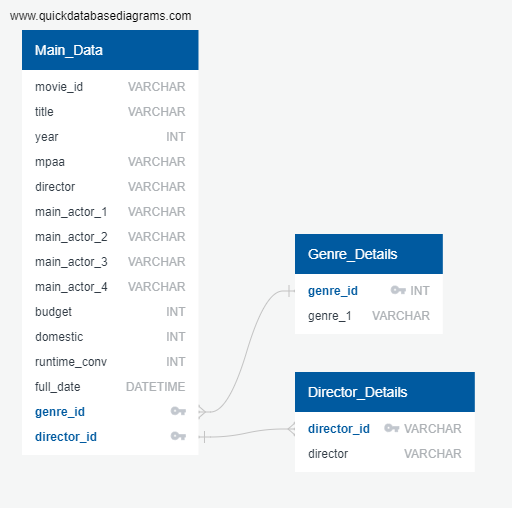 www.quickdatabasediagrams.com
Main_Data
movie_id VARCHAR
title VARCHAR
year INT
mpaa VARCHAR
director VARCHAR
main_actor_1 VARCHAR
main_actor_2 VARCHAR
main_actor_3 VARCHAR
main_actor_4 VARCHAR
budget INT
domestic INT
runtime_conv INT
full_date DATETIME
genre_id
director_id
Genre_Details
genre_id INT
genre_1 VARCHAR
Director_Details
director_id VARCHAR
director VARCHAR